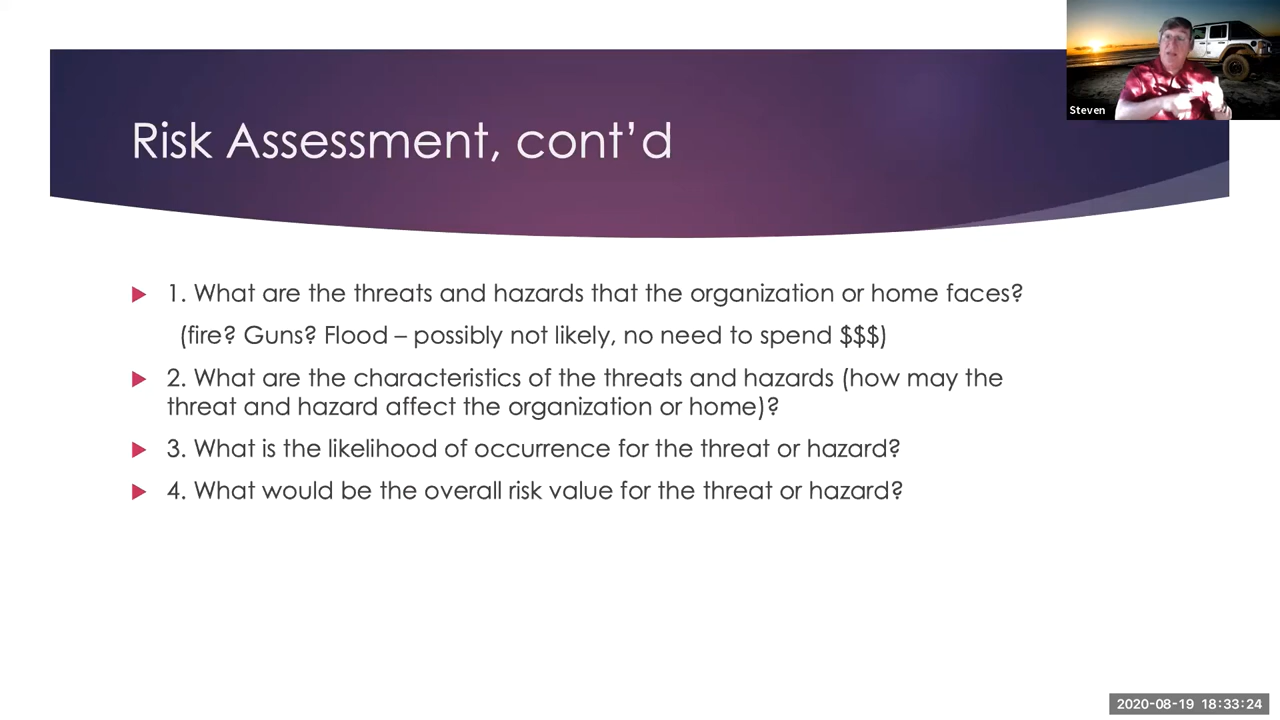 Steven
Risk Assessment, cont’d
1. What are the threats and hazards that the organization or home faces?
(fire? Guns? Flood – possibly not likely, no need to spend $$$)
2. What are the characteristics of the threats and hazards (how may the
threat and hazard affect the organization or home)?
3. What is the likelihood of occurrence for the threat or hazard?
4. What would be the overall risk value for the threat or hazard?
2020-08-19 18:33:24